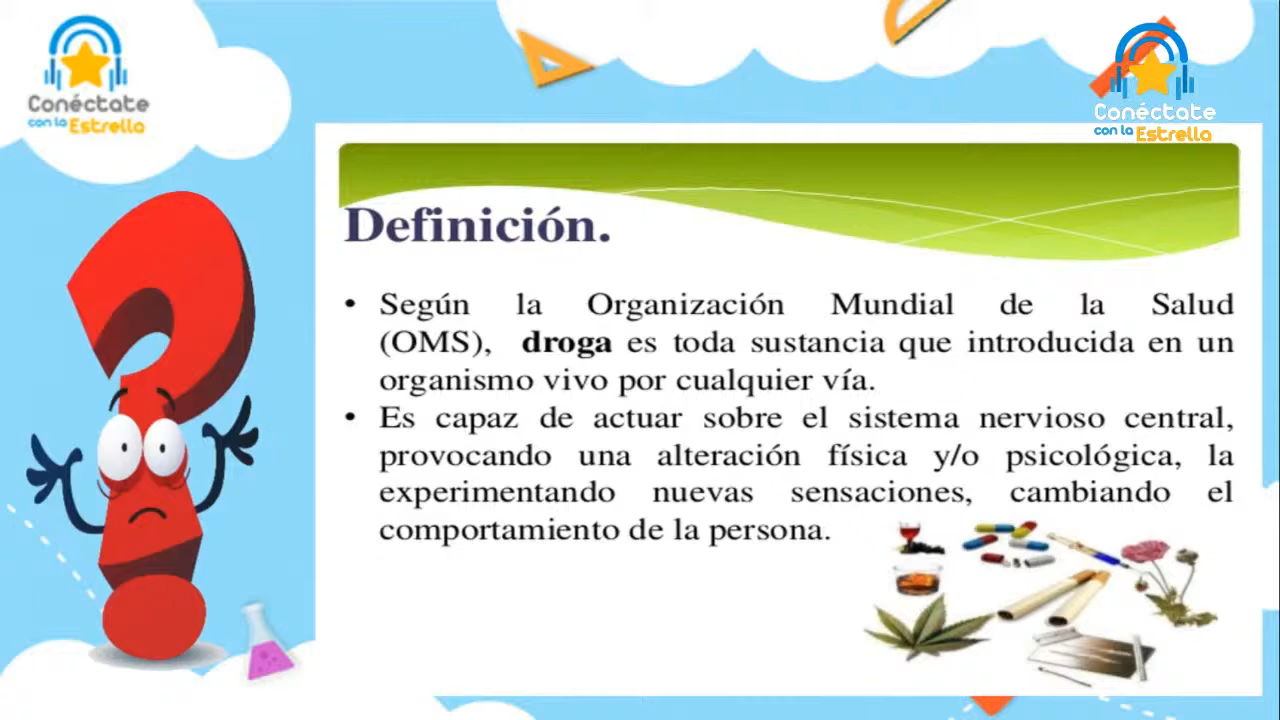 Conéctate
con la Estrella
Conéctate
con la Estrella
Definición.
• Según la Organización Mundial de la Salud
(OMS), droga es toda sustancia que introducida en un
organismo vivo por cualquier vía.
• Es capaz de actuar sobre el sistema nervioso central,
provocando una alteración física y/o psicológica, la
experimentando nuevas sensaciones, cambiando el
comportamiento de la persona.